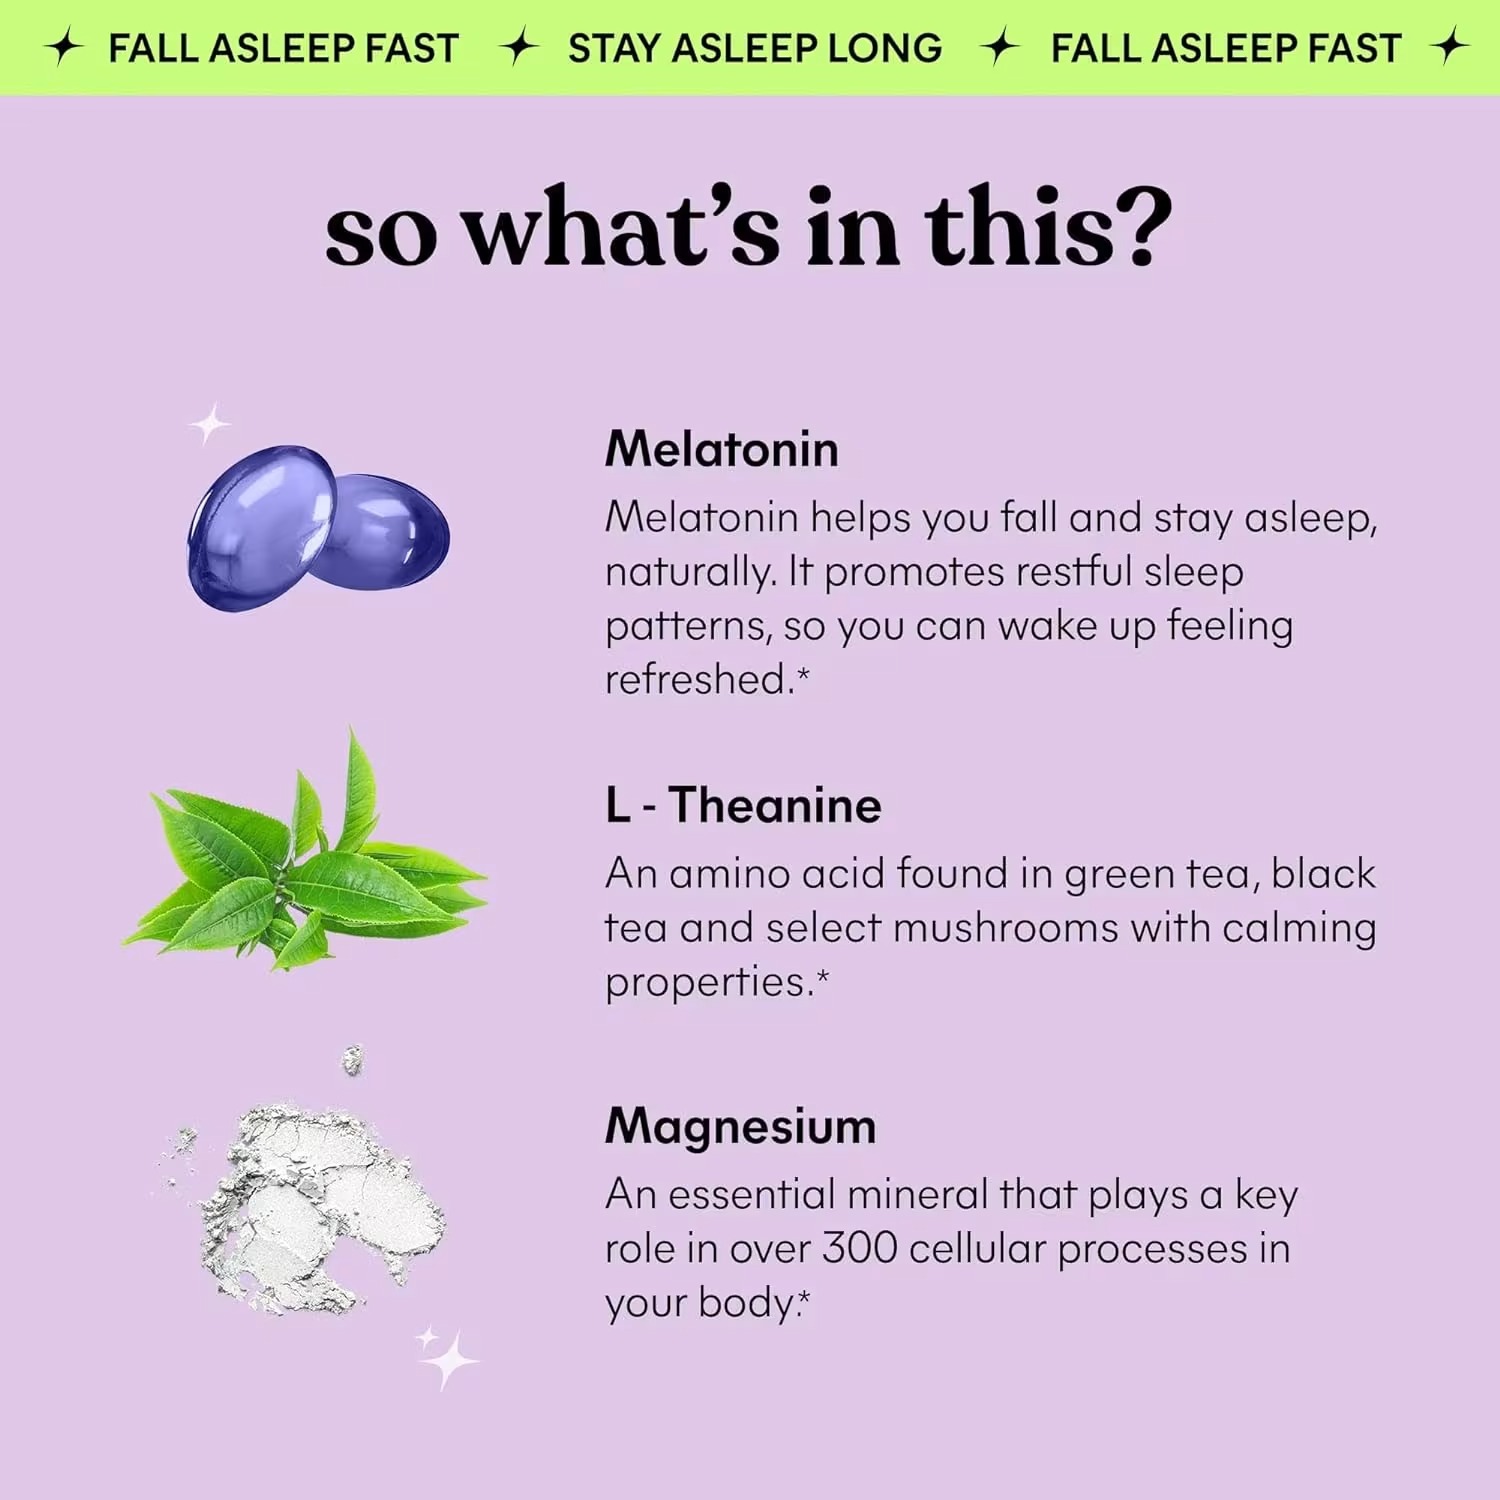 FALL ASLEEP FAST STAY ASLEEP LONG FALL ASLEEP FAST
so what's in this?
Melatonin
Melatonin helps you fall and stay asleep,
naturally. It promotes restful sleep
patterns, so you can wake up feeling
refreshed.*
L - Theanine
An amino acid found in green tea, black
tea and select mushrooms with calming
properties.*
Magnesium
An essential mineral that plays a key
role in over 300 cellular processes in
your body.*